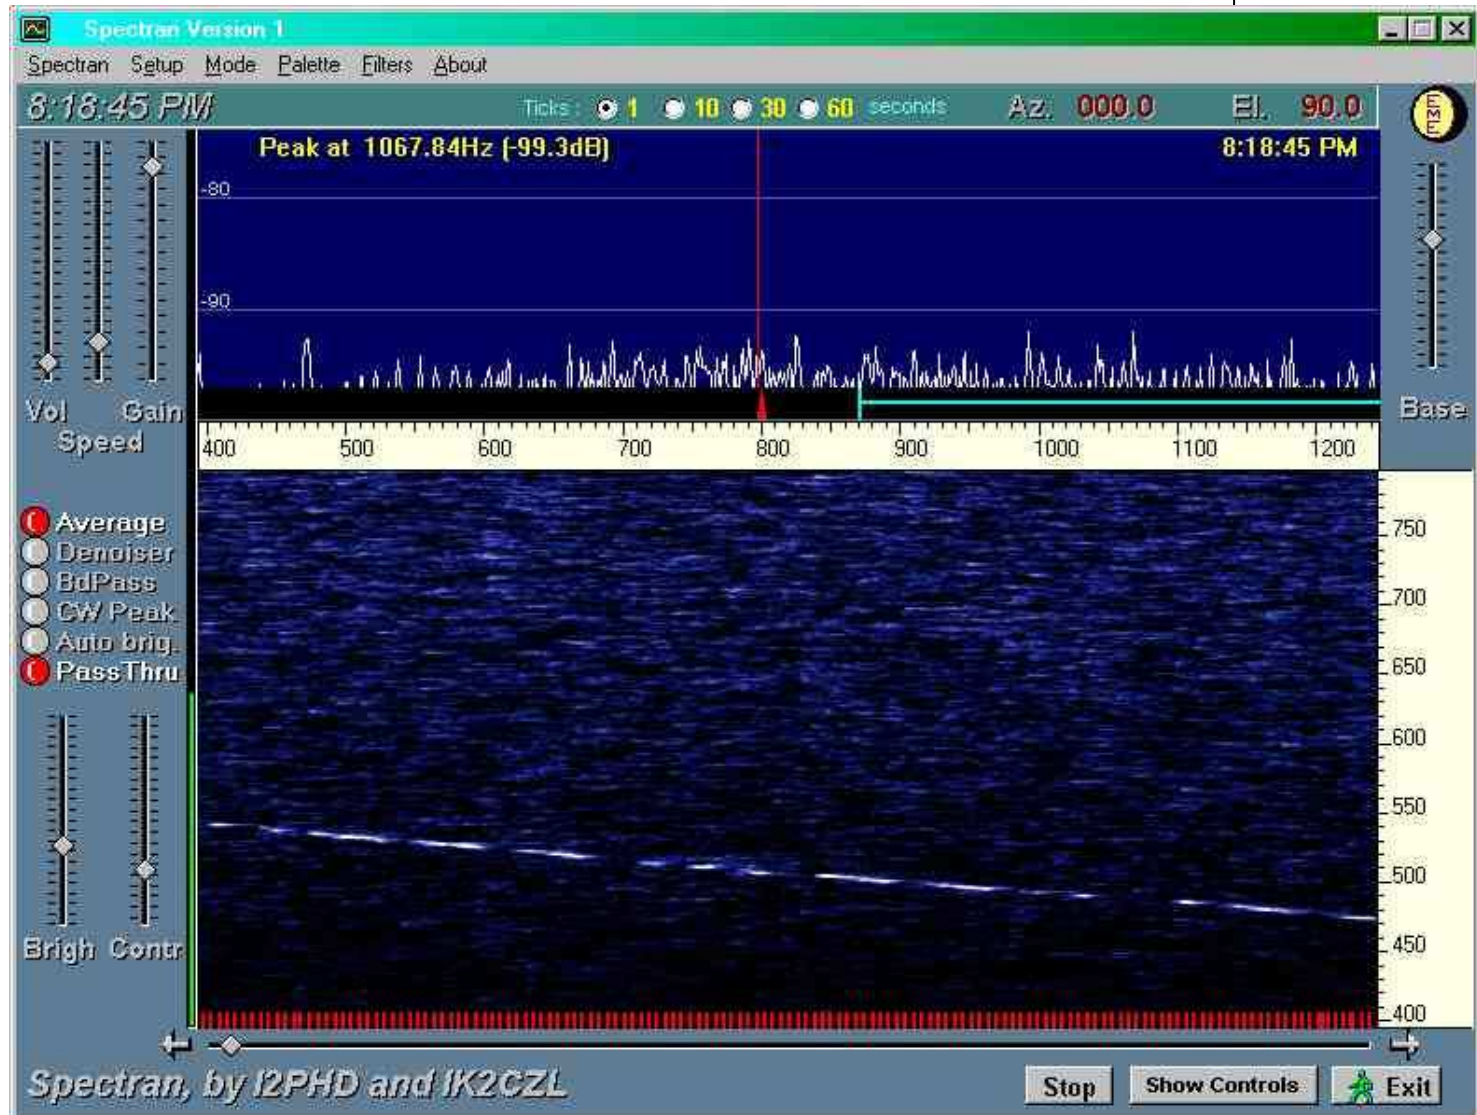 Spectran Version 1
Spectran Setup Mode Palette Filters About
8:18:45 PM Ticks : 1 10 30 60 seconds Az. 000.0 El. 90.0 EME
Peak at 1067.84Hz (-99.3dB) 8:18:45 PM
-80
-90
Vol Gain Base
Speed
400 500 600 700 800 900 1000 1100 1200
Average
Denoiser
BdPass
CW Peak
Auto brig.
PassThru
750
700
650
600
550
500
450
400
Brigh Contr
Spectran, by I2PHD and IK2CZL Stop Show Controls Exit